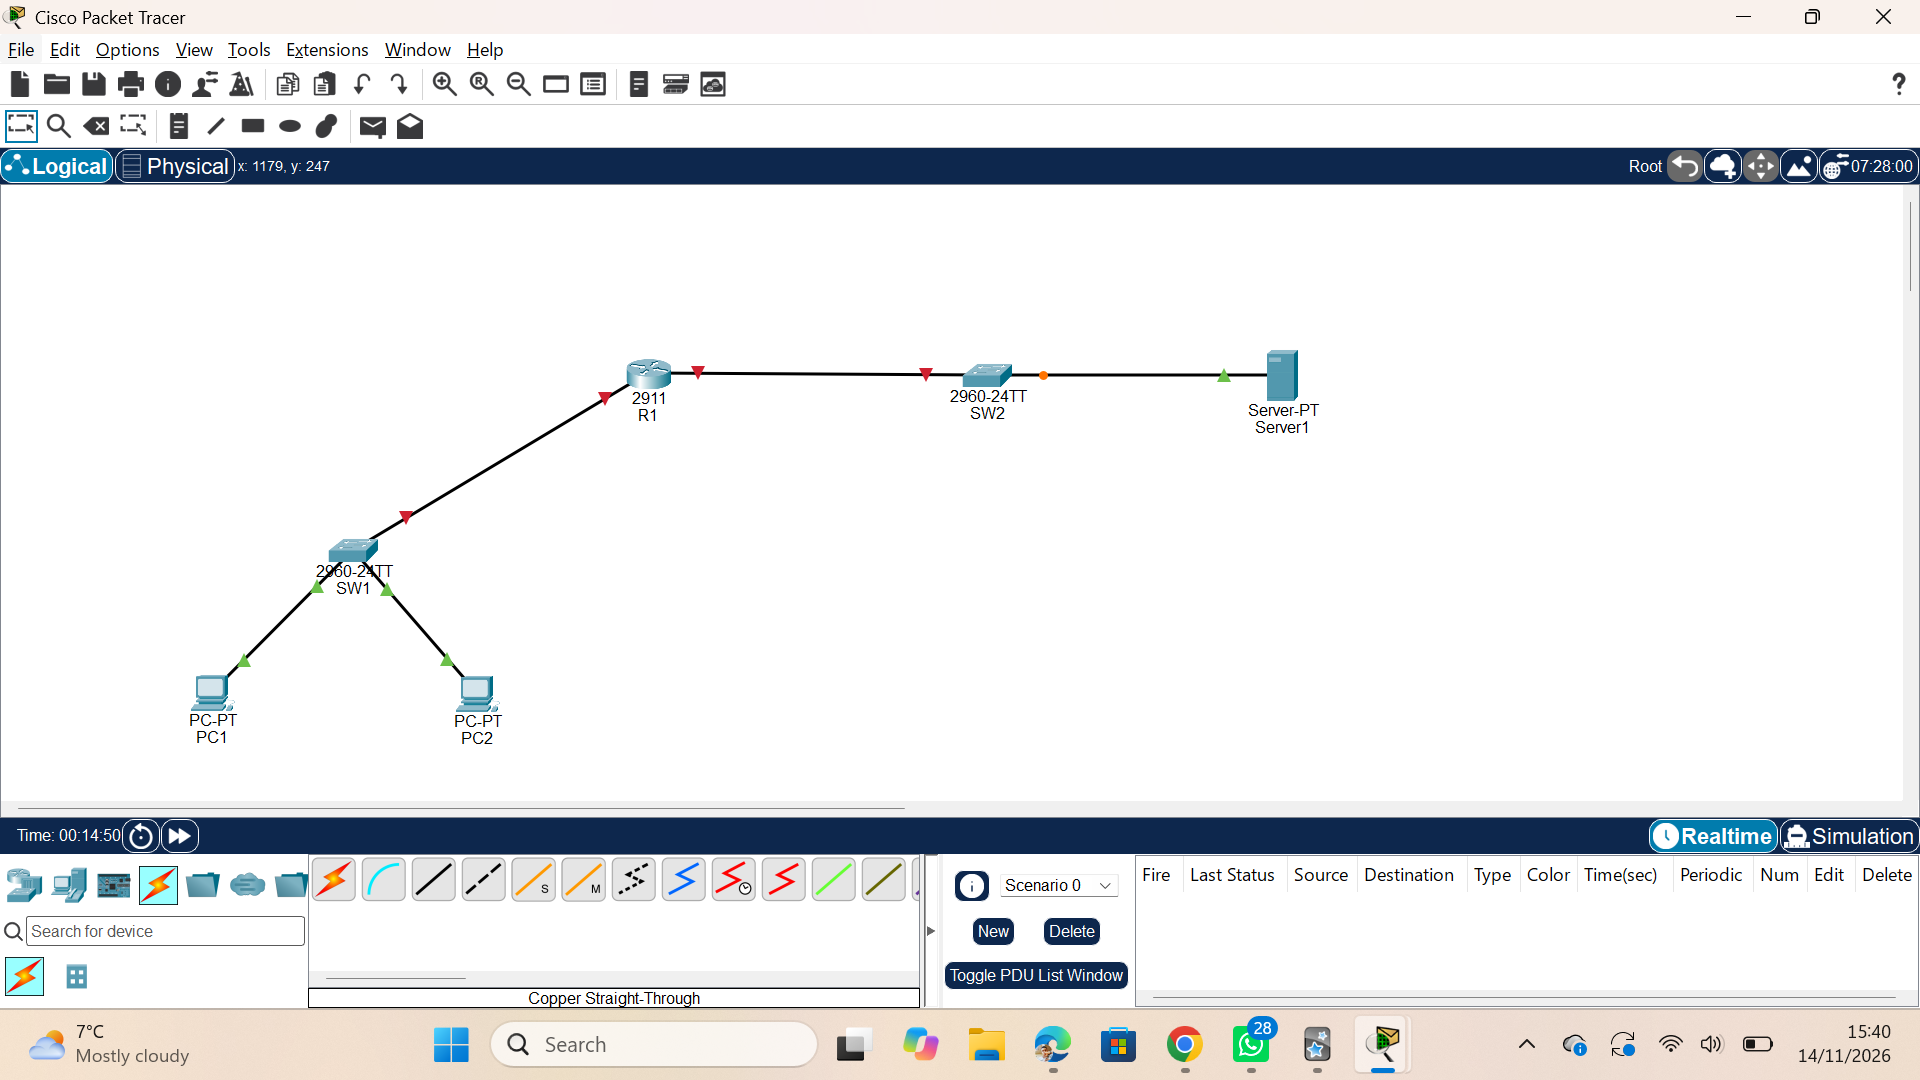 Cisco Packet Tracer
File Edit Options View Tools Extensions Window Help
Logical Physical x: 1179, y: 247 Root 07:28:00
2911
R1
2960-24TT
SW2
Server-PT
Server1
2960-24TT
SW1
PC-PT
PC1
PC-PT
PC2
Time: 00:14:50 Realtime Simulation
S M
Search for device
Copper Straight-Through
Scenario 0
New Delete
Toggle PDU List Window
Fire Last Status Source Destination Type Color Time(sec) Periodic Num Edit Delete
7°C
Mostly cloudy
Search
28
15:40
14/11/2026